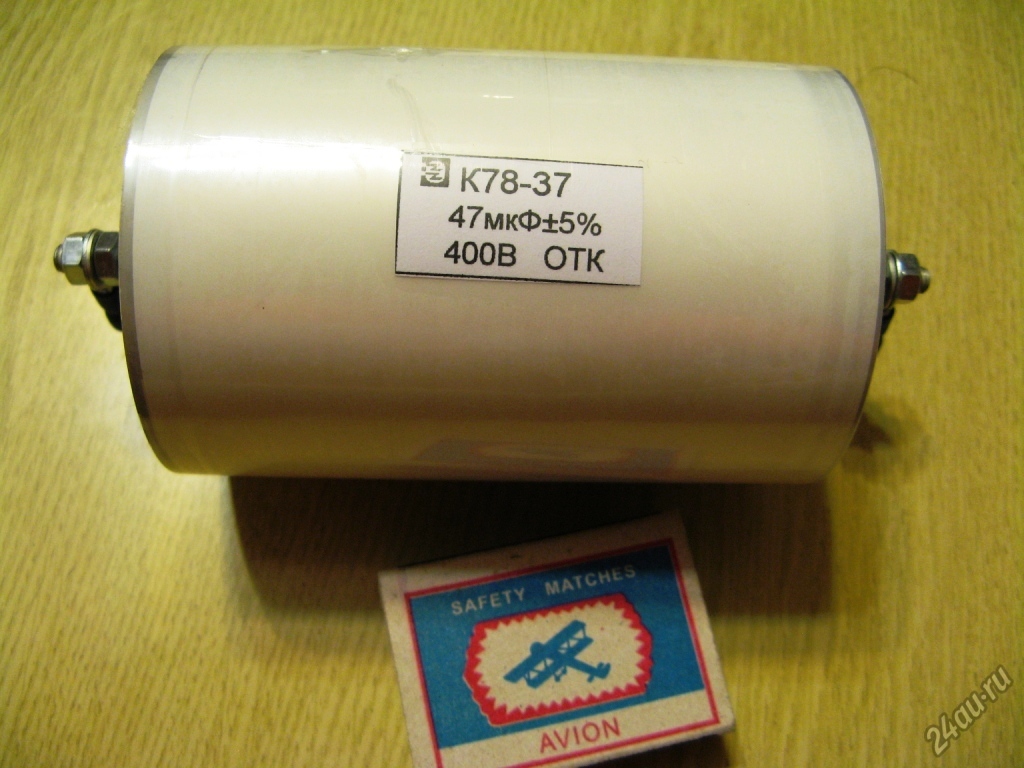 К78-37
47мкФ±5%
400В ОТК
SAFETY MATCHES
AVION
24au.ru